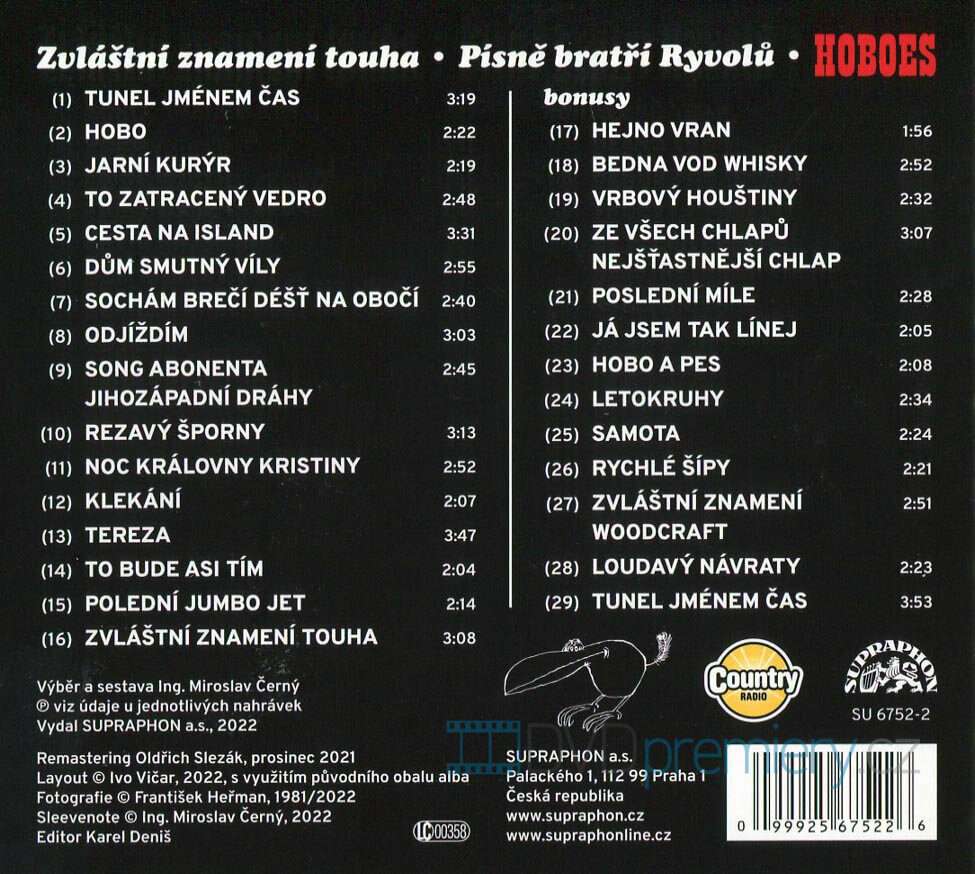 Zvláštní znamení touha • Písně bratří Ryvolů • HOBOES
(1) TUNEL JMÉNEM ČAS 3:19
(2) HOBO 2:22
(3) JARNÍ KURÝR 2:19
(4) TO ZATRACENÝ VEDRO 2:48
(5) CESTA NA ISLAND 3:31
(6) DŮM SMUTNÝ VÍLY 2:55
(7) SOCHÁM BREČÍ DÉŠŤ NA OBOČÍ 2:40
(8) ODJÍŽDÍM 3:03
(9) SONG ABONENTA 2:45
JIHOZÁPADNÍ DRÁHY
(10) REZAVÝ ŠPORNY 3:13
(11) NOC KRÁLOVNY KRISTINY 2:52
(12) KLEKÁNÍ 2:07
(13) TEREZA 3:47
(14) TO BUDE ASI TÍM 2:04
(15) POLEDNÍ JUMBO JET 2:14
(16) ZVLÁŠTNÍ ZNAMENÍ TOUHA 3:08
bonusy
(17) HEJNO VRAN 1:56
(18) BEDNA VOD WHISKY 2:52
(19) VRBOVÝ HOUŠTINY 2:32
(20) ZE VŠECH CHLAPŮ 3:07
NEJŠŤASTNĚJŠÍ CHLAP
(21) POSLEDNÍ MÍLE 2:28
(22) JÁ JSEM TAK LÍNEJ 2:05
(23) HOBO A PES 2:08
(24) LETOKRUHY 2:34
(25) SAMOTA 2:24
(26) RYCHLÉ ŠÍPY 2:21
(27) ZVLÁŠTNÍ ZNAMENÍ 2:51
WOODCRAFT
(28) LOUDAVÝ NÁVRATY 2:23
(29) TUNEL JMÉNEM ČAS 3:53
Výběr a sestava Ing. Miroslav Černý
℗ viz údaje u jednotlivých nahrávek
Vydal SUPRAPHON a.s., 2022
Remastering Oldřich Slezák, prosinec 2021
Layout © Ivo Vičar, 2022, s využitím původního obalu alba
Fotografie © František Heřman, 1981/2022
Sleevenote © Ing. Miroslav Černý, 2022
Editor Karel Deniš
LC 00358
SUPRAPHON a.s.
Palackého 1, 112 99 Praha 1
Česká republika
www.supraphon.cz
www.supraphonline.cz
Country
RADIO
SUPRAPHON
SU 6752-2
DVDpremiery.cz
0 99925 67522 6